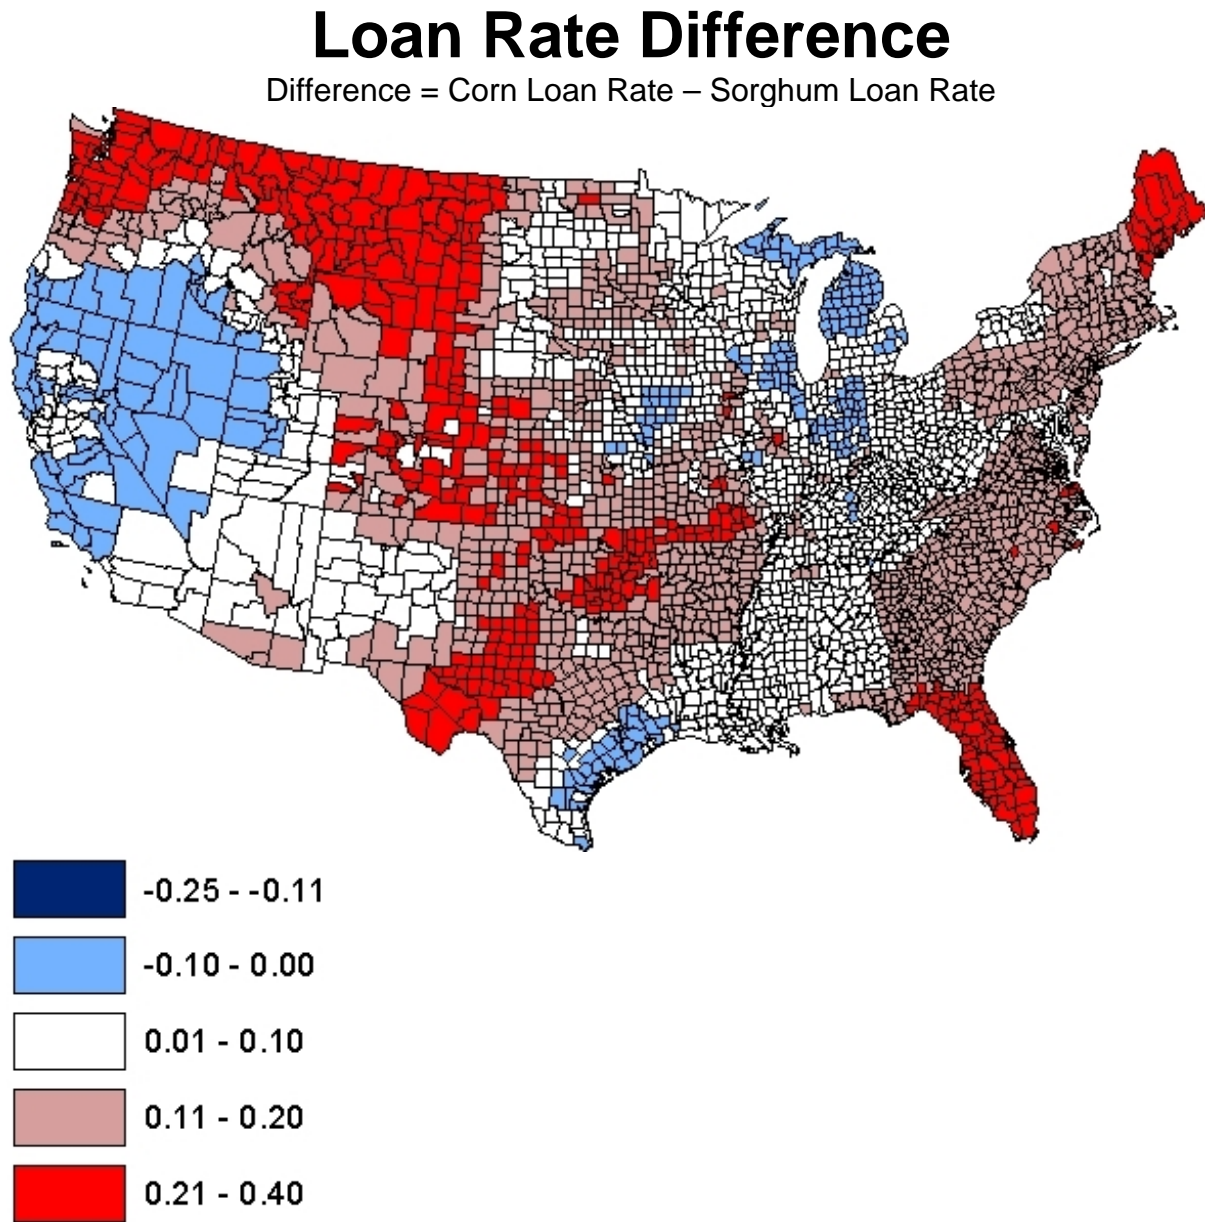 Loan Rate Difference
Difference = Corn Loan Rate – Sorghum Loan Rate
-0.25 - -0.11
-0.10 - 0.00
0.01 - 0.10
0.11 - 0.20
0.21 - 0.40